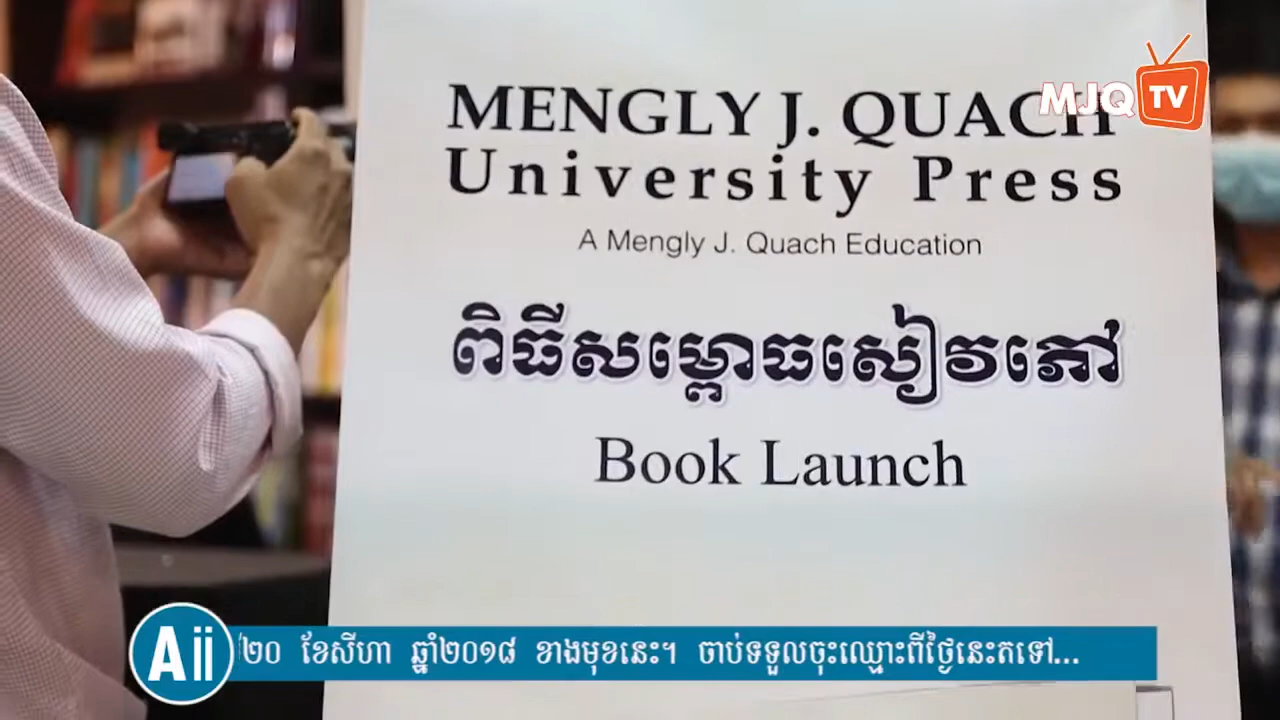 MJQ TV
MENGLY J. QUACH
University Press
A Mengly J. Quach Education
ពិធីសម្ពោធសៀវភៅ
Book Launch
Aii
២០ ខែសីហា ឆ្នាំ២០១៨ ខាងមុខនេះ។ ចាប់ទទួលចុះឈ្មោះពីថ្ងៃនេះតទៅ...